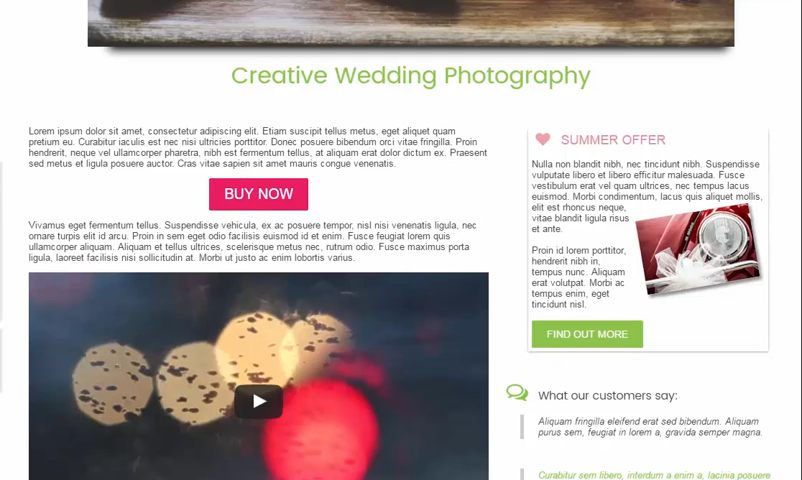 Creative Wedding Photography
Lorem ipsum dolor sit amet, consectetur adipiscing elit. Etiam suscipit tellus metus, eget aliquet quam
pretium eu. Curabitur iaculis est nec nisi ultricies porttitor. Donec posuere bibendum orci vitae fringilla. Proin
hendrerit, neque vel ullamcorper pharetra, nibh est fermentum tellus, at aliquam erat dolor dictum ex. Praesent
sed metus et ligula posuere auctor. Cras vitae sapien sit amet mauris congue venenatis.
BUY NOW
Vivamus eget fermentum tellus. Suspendisse vehicula, ex ac posuere tempor, nisl nisi venenatis ligula, nec
ornare turpis elit id arcu. Proin in sem eget odio facilisis euismod id et enim. Fusce feugiat lorem quis
ullamcorper aliquam. Aliquam et tellus ultrices, scelerisque metus nec, rutrum odio. Fusce maximus porta
ligula, laoreet facilisis nisi sollicitudin at. Morbi ut justo ac enim lobortis varius.
SUMMER OFFER
Nulla non blandit nibh, nec tincidunt nibh. Suspendisse
vulputate libero et libero efficitur malesuada. Fusce
vestibulum erat vel quam ultrices, nec tempus lacus
euismod. Morbi condimentum, lacus quis aliquet mollis,
elit est rhoncus neque,
vitae blandit ligula risus
et ante.
Proin id lorem porttitor,
hendrerit nibh in,
tempus nunc. Aliquam
erat volutpat. Morbi ac
tempus enim, eget
tincidunt nisl.
FIND OUT MORE
What our customers say:
Aliquam fringilla eleifend erat sed bibendum. Aliquam
purus sem, feugiat in lorem a, gravida semper magna.
Curabitur sem libero, interdum a enim a, lacinia posuere